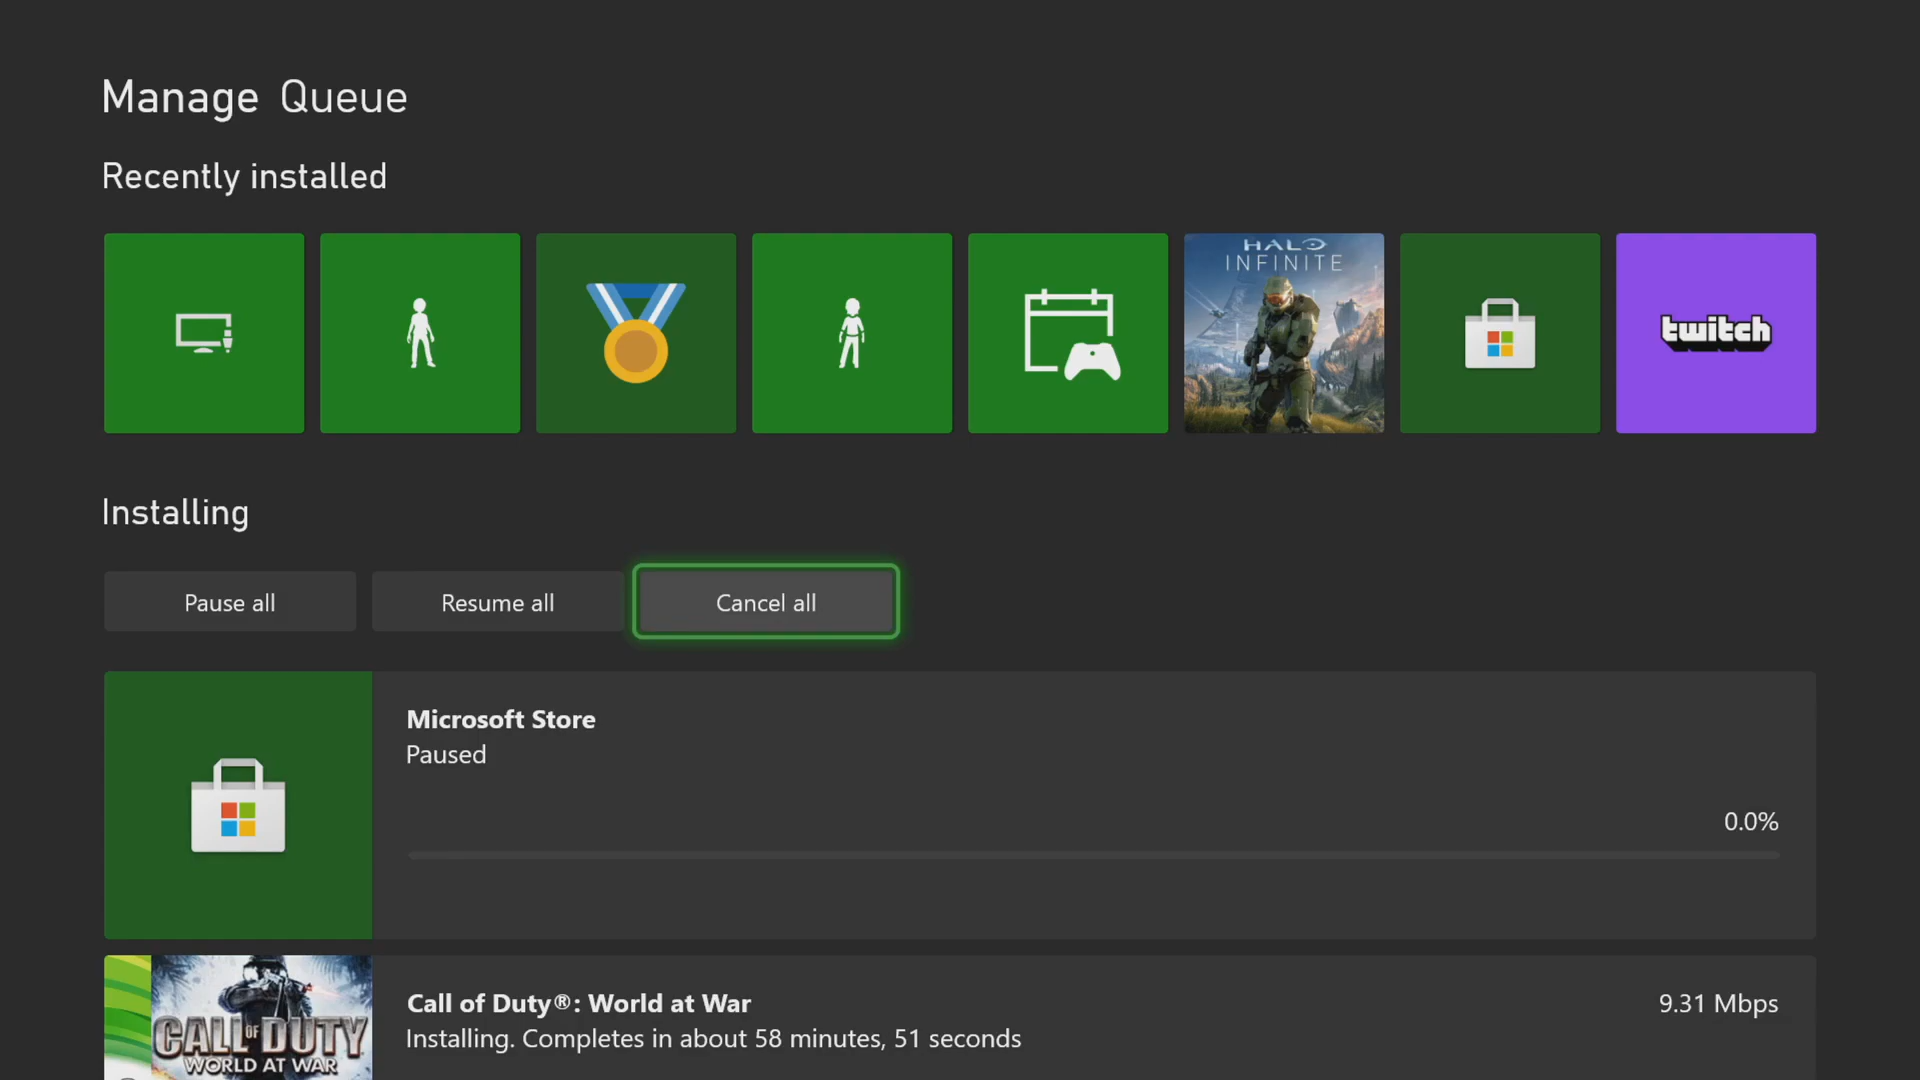 Manage Queue
Recently installed
HALO
INFINITE
twitch
Installing
Pause all
Resume all
Cancel all
Microsoft Store
Paused
0.0%
CALL OF DUTY
WORLD AT WAR
Call of Duty®: World at War
9.31 Mbps
Installing. Completes in about 58 minutes, 51 seconds